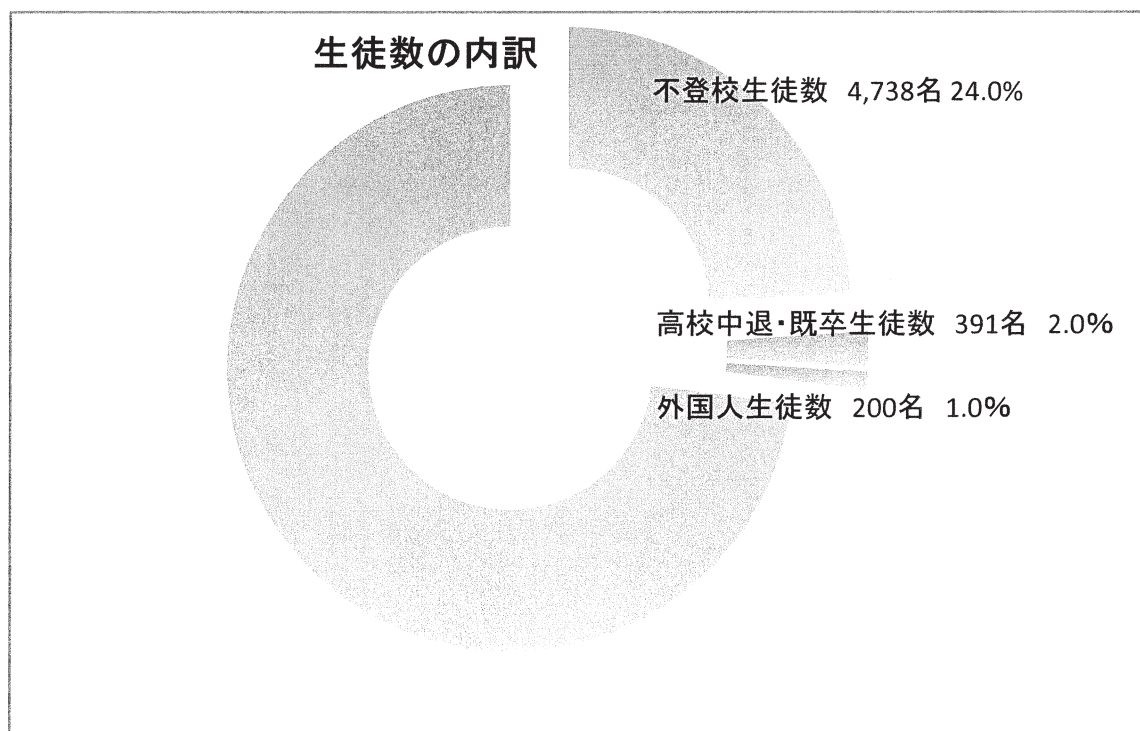 生徒数の内訳
不登校生徒数 4,738名 24.0%
高校中退・既卒生徒数 391名 2.0%
外国人生徒数 200名 1.0%